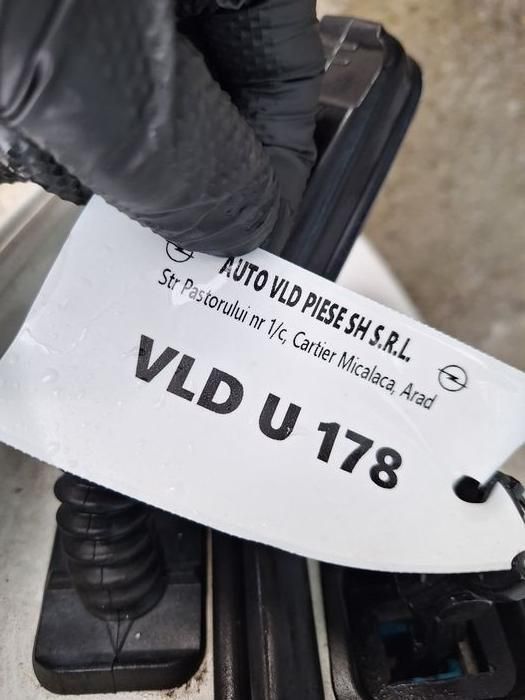 AUTO VLD PIESE SH S.R.L.
Str Pastorului nr 1/c, Cartier Micalaca, Arad
VLD U 178